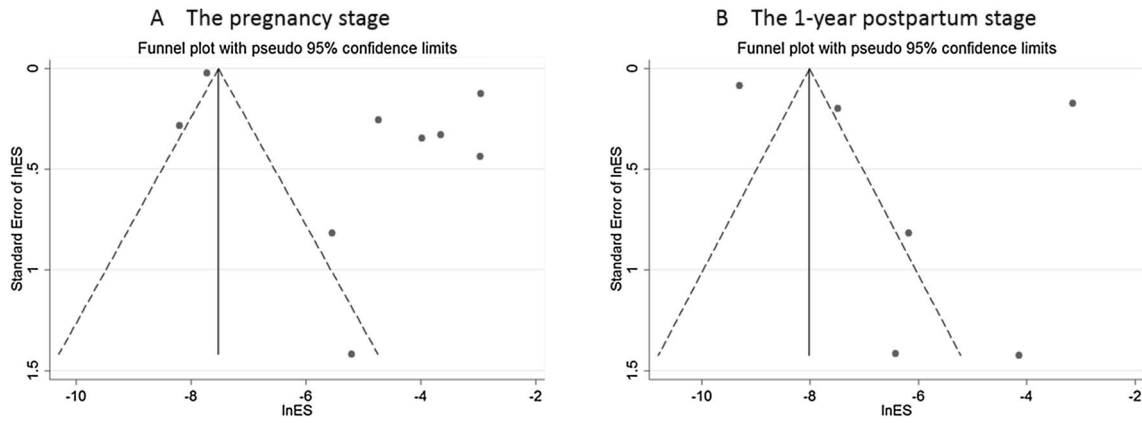 A The pregnancy stage
Funnel plot with pseudo 95% confidence limits
Standard Error of lnES
0
.5
1
1.5
-10 -8 -6 -4 -2
lnES
B The 1-year postpartum stage
Funnel plot with pseudo 95% confidence limits
Standard Error of lnES
0
.5
1
1.5
-10 -8 -6 -4 -2
lnES